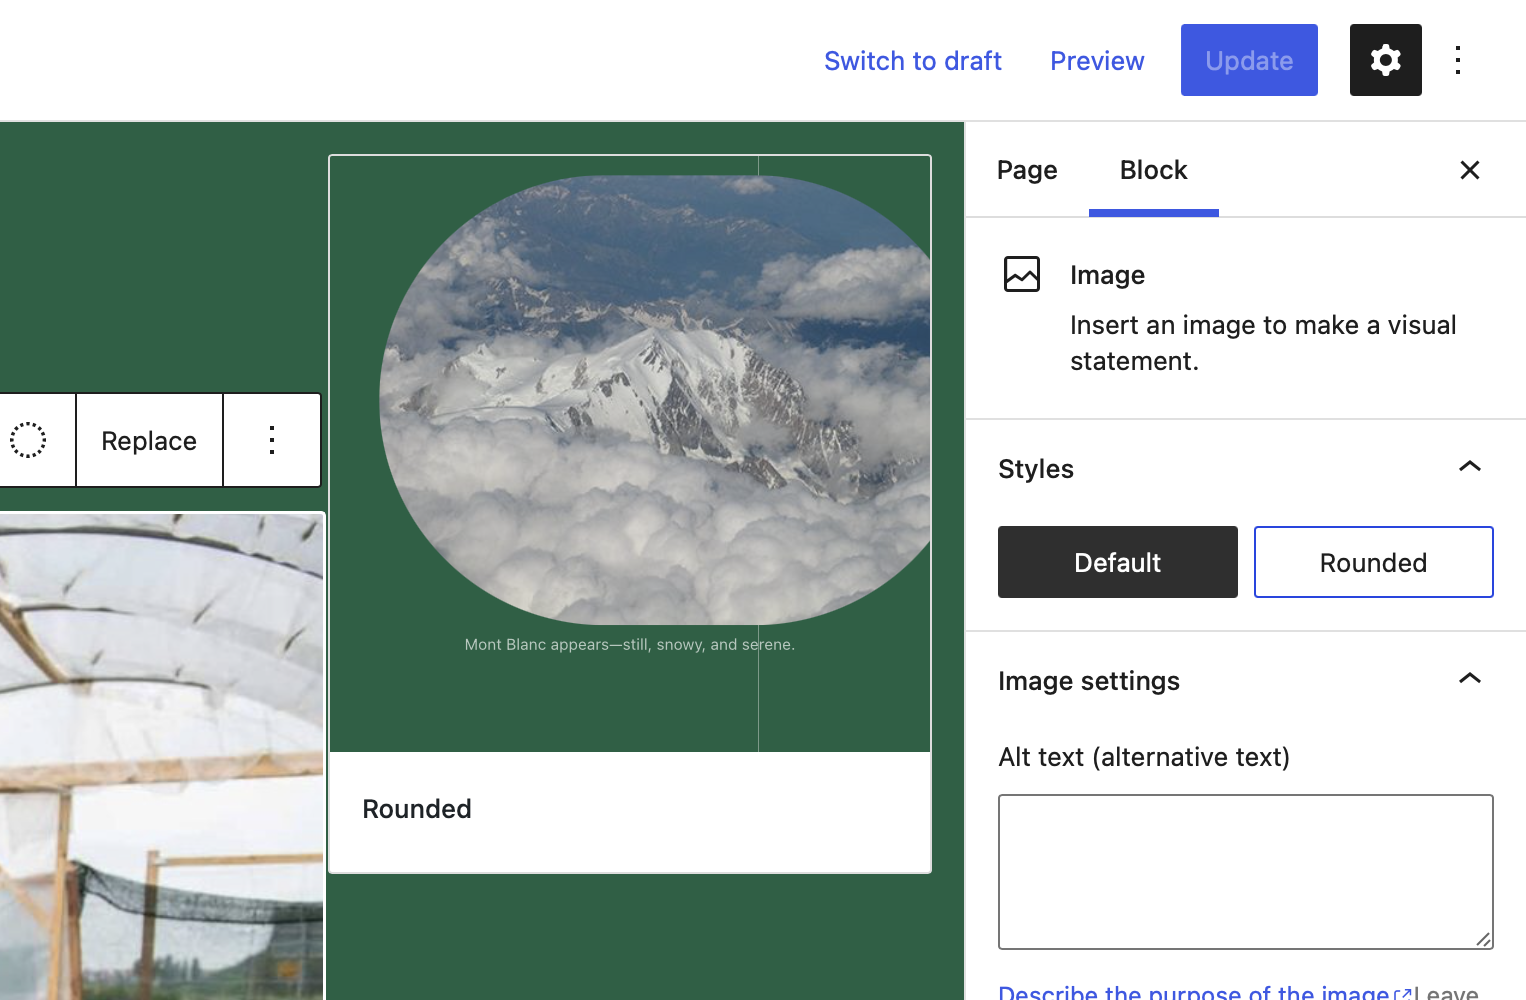 Switch to draft
Preview
Update
Page
Block
Image
Insert an image to make a visual
statement.
Replace
Styles
Default
Rounded
Mont Blanc appears—still, snowy, and serene.
Image settings
Alt text (alternative text)
Rounded
Describe the purpose of the image Leave